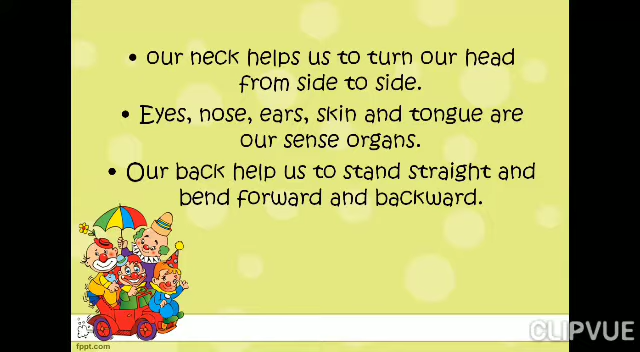 • our neck helps us to turn our head
from side to side.
• Eyes, nose, ears, skin and tongue are
our sense organs.
• Our back help us to stand straight and
bend forward and backward.
fppt.com
CLIPVUE